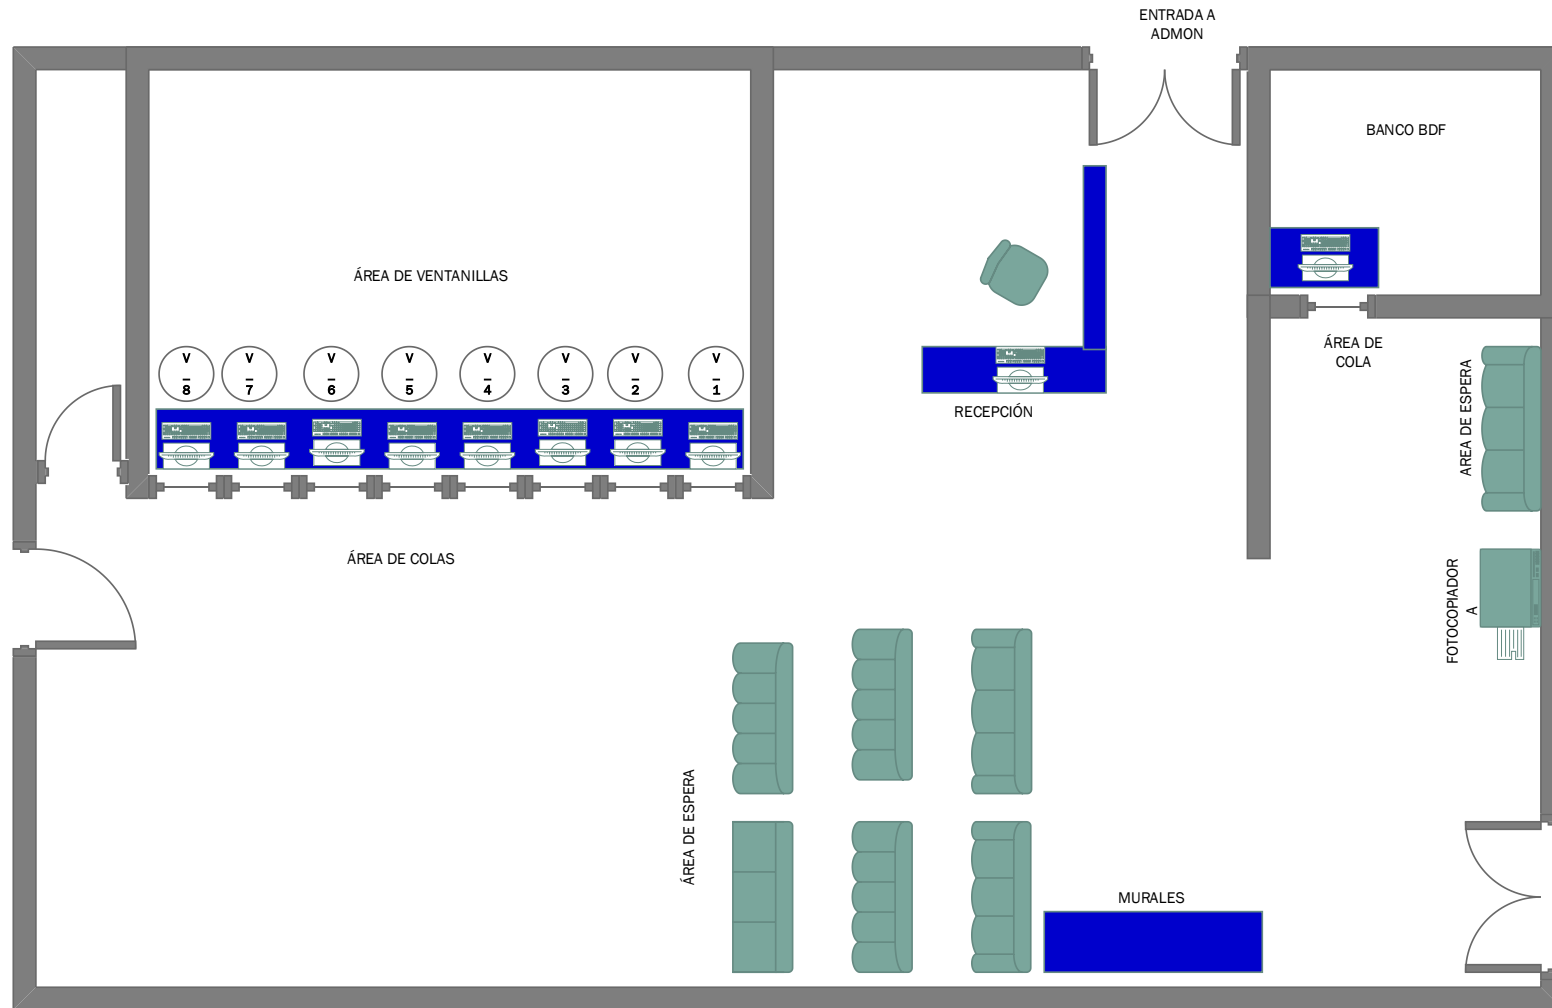 ENTRADA A
ADMON
BANCO BDF
ÁREA DE VENTANILLAS
ÁREA DE
COLA
V
8
V
7
V
6
V
5
V
4
V
3
V
2
V
1
RECEPCIÓN
ÁREA DE ESPERA
ÁREA DE COLAS
FOTOCOPIADOR
A
ÁREA DE ESPERA
MURALES